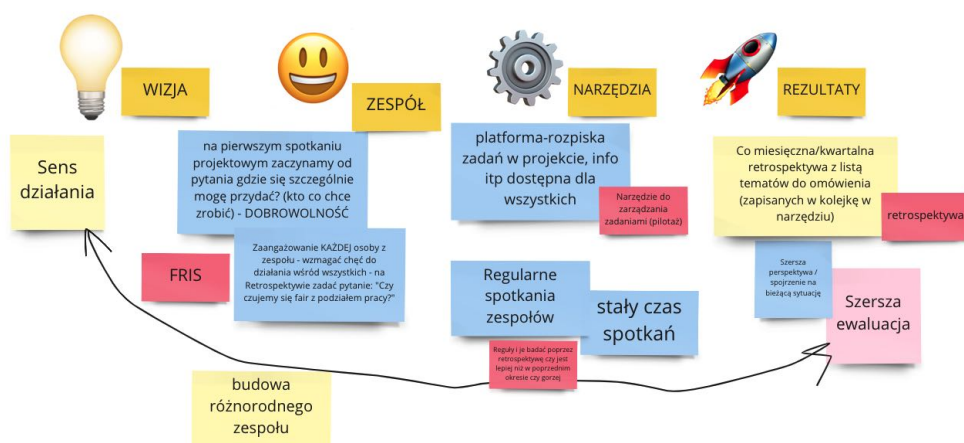 WIZJA
ZESPÓŁ
NARZĘDZIA
REZULTATY
Sens
działania
na pierwszym spotkaniu
projektowym zaczynamy od
pytania gdzie się szczególnie
mogę przydać? (kto co chce
zrobić) - DOBROWOLNOŚĆ
platforma-rozpiska
zadań w projekcie, info
itp dostępna dla
wszystkich
Narzędzie do
zarządzania
zadaniami (pilotaż)
Co miesięczna/kwartalna
retrospektywa z listą
tematów do omówienia
(zapisanych w kolejkę w
narzędziu)
retrospektywa
FRIS
Zaangażowanie KAŻDEJ osoby z
zespołu - wzmagać chęć do
działania wśród wszystkich - na
Retrospektywie zadać pytanie: "Czy
czujemy się fair z podziałem pracy?"
Regularne
spotkania
zespołów
stały czas
spotkań
Szersza
perspektywa /
spojrzenie na
bieżącą sytuację
Szersza
ewaluacja
Reguły i je badać poprzez
retrospektywę czy jest
lepiej niż w poprzednim
okresie czy gorzej
budowa
różnorodnego
zespołu